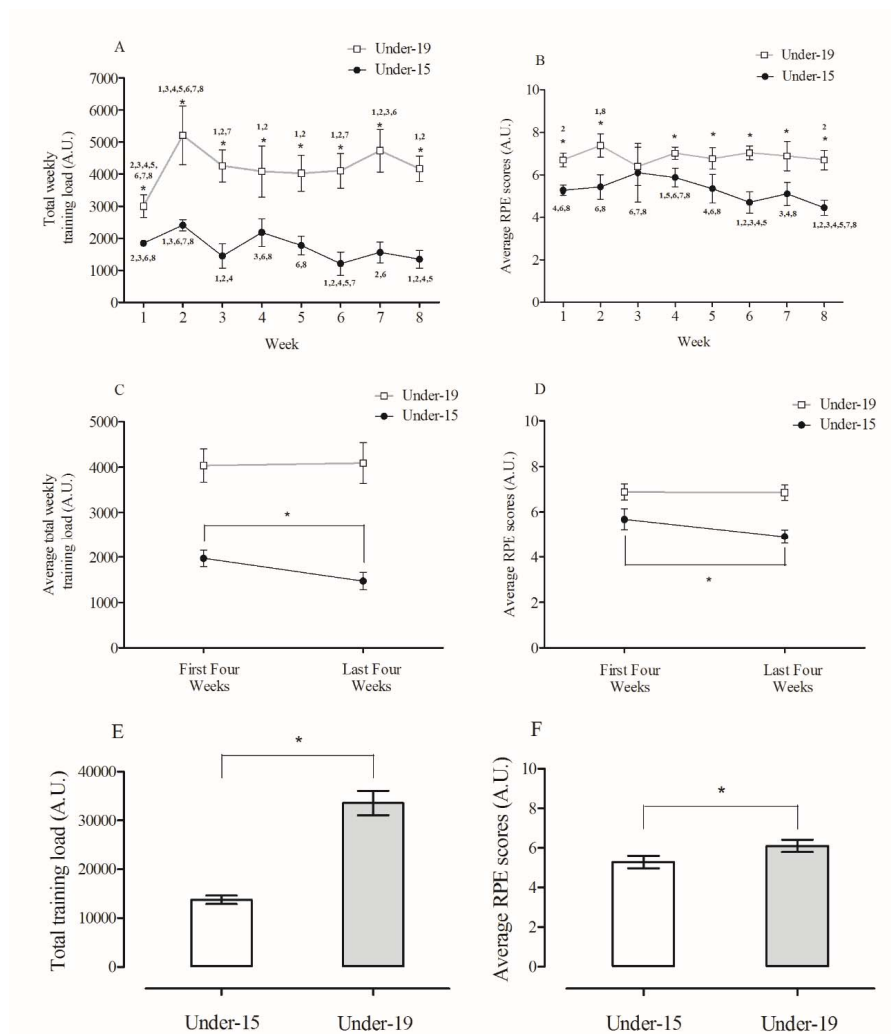 A
Under-19
Under-15
Total weekly
training load (A.U.)
7000
6000
5000
4000
3000
2000
1000
0
2,3,4,5,
6,7,8
*
1,3,4,5,6,7,8
*
1,2,7
*
1,2
*
1,2
*
1,2,7
*
1,2,3,6
*
1,2
*
2,3,6,8
1,3,6,7,8
1,2,4
3,6,8
6,8
1,2,4,5,7
2,6
1,2,4,5
1 2 3 4 5 6 7 8
Week
B
Under-19
Under-15
Average RPE scores (A.U.)
8
6
4
2
0
2
*
1,8
*
*
*
*
*
2
*
4,6,8
6,8
6,7,8
1,5,6,7,8
4,6,8
1,2,3,4,5
3,4,8
1,2,3,4,5,7,8
1 2 3 4 5 6 7 8
Week
C
Under-19
Under-15
Average total weekly
training load (A.U.)
5000
4000
3000
2000
1000
0
*
First Four
Weeks
Last Four
Weeks
D
Under-19
Under-15
Average RPE scores (A.U.)
10
8
6
4
2
0
*
First Four
Weeks
Last Four
Weeks
E
Total training load (A.U.)
40000
30000
20000
10000
0
*
Under-15
Under-19
F
Average RPE scores (A.U.)
10
8
6
4
2
0
*
Under-15
Under-19